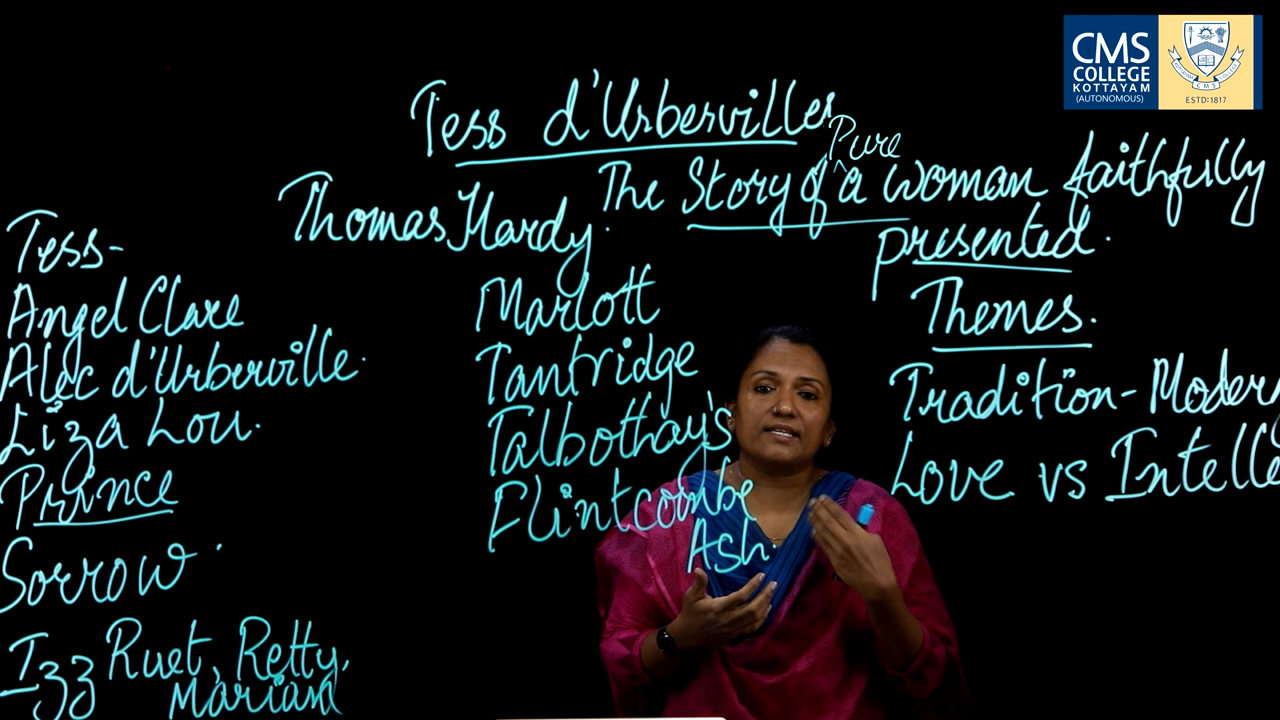 CMS
COLLEGE
KOTTAYAM
(AUTONOMOUS)
ESTD:1817
Tess d'Urbervilles
Thomas Hardy.
The Story of a Pure woman faithfully
presented.
Tess-
Angel Clare
Alec d'Urberville.
Liza Lou.
Prince
Sorrow.
Izz Ruet, Retty,
Marian
Marlott
Tantridge
Talbothay's
Flintcombe
Ash.
Themes.
Tradition - Modern
Love vs Intelle